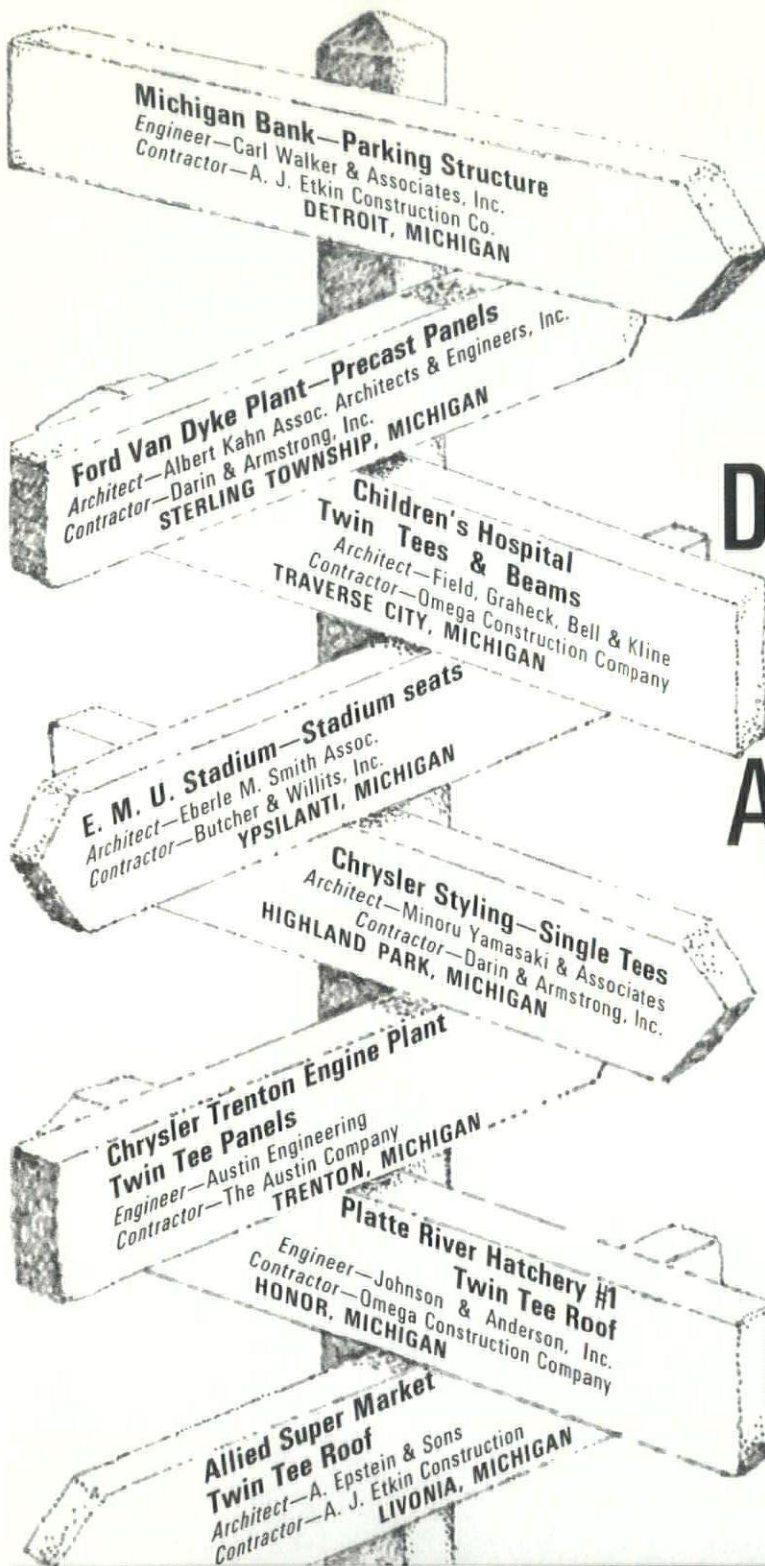 Michigan Bank—Parking Structure
Engineer—Carl Walker & Associates, Inc.
Contractor—A. J. Etkin Construction Co.
DETROIT, MICHIGAN
Ford Van Dyke Plant—Precast Panels
Architect—Albert Kahn Assoc. Architects & Engineers, Inc.
Contractor—Darin & Armstrong, Inc.
STERLING TOWNSHIP, MICHIGAN
D
Children's Hospital
Twin Tees & Beams
Architect—Field, Graheck, Bell & Kline
Contractor—Omega Construction Company
TRAVERSE CITY, MICHIGAN
E. M. U. Stadium—Stadium seats
Architect—Eberle M. Smith Assoc.
Contractor—Butcher & Willits, Inc.
YPSILANTI, MICHIGAN
A
Chrysler Styling—Single Tees
Architect—Minoru Yamasaki & Associates
Contractor—Darin & Armstrong, Inc.
HIGHLAND PARK, MICHIGAN
Chrysler Trenton Engine Plant
Twin Tee Panels
Engineer—Austin Engineering
Contractor—The Austin Company
TRENTON, MICHIGAN
Platte River Hatchery #1
Twin Tee Roof
Engineer—Johnson & Anderson, Inc.
Contractor—Omega Construction Company
HONOR, MICHIGAN
Allied Super Market
Twin Tee Roof
Architect—A. Epstein & Sons
Contractor—A. J. Etkin Construction
LIVONIA, MICHIGAN